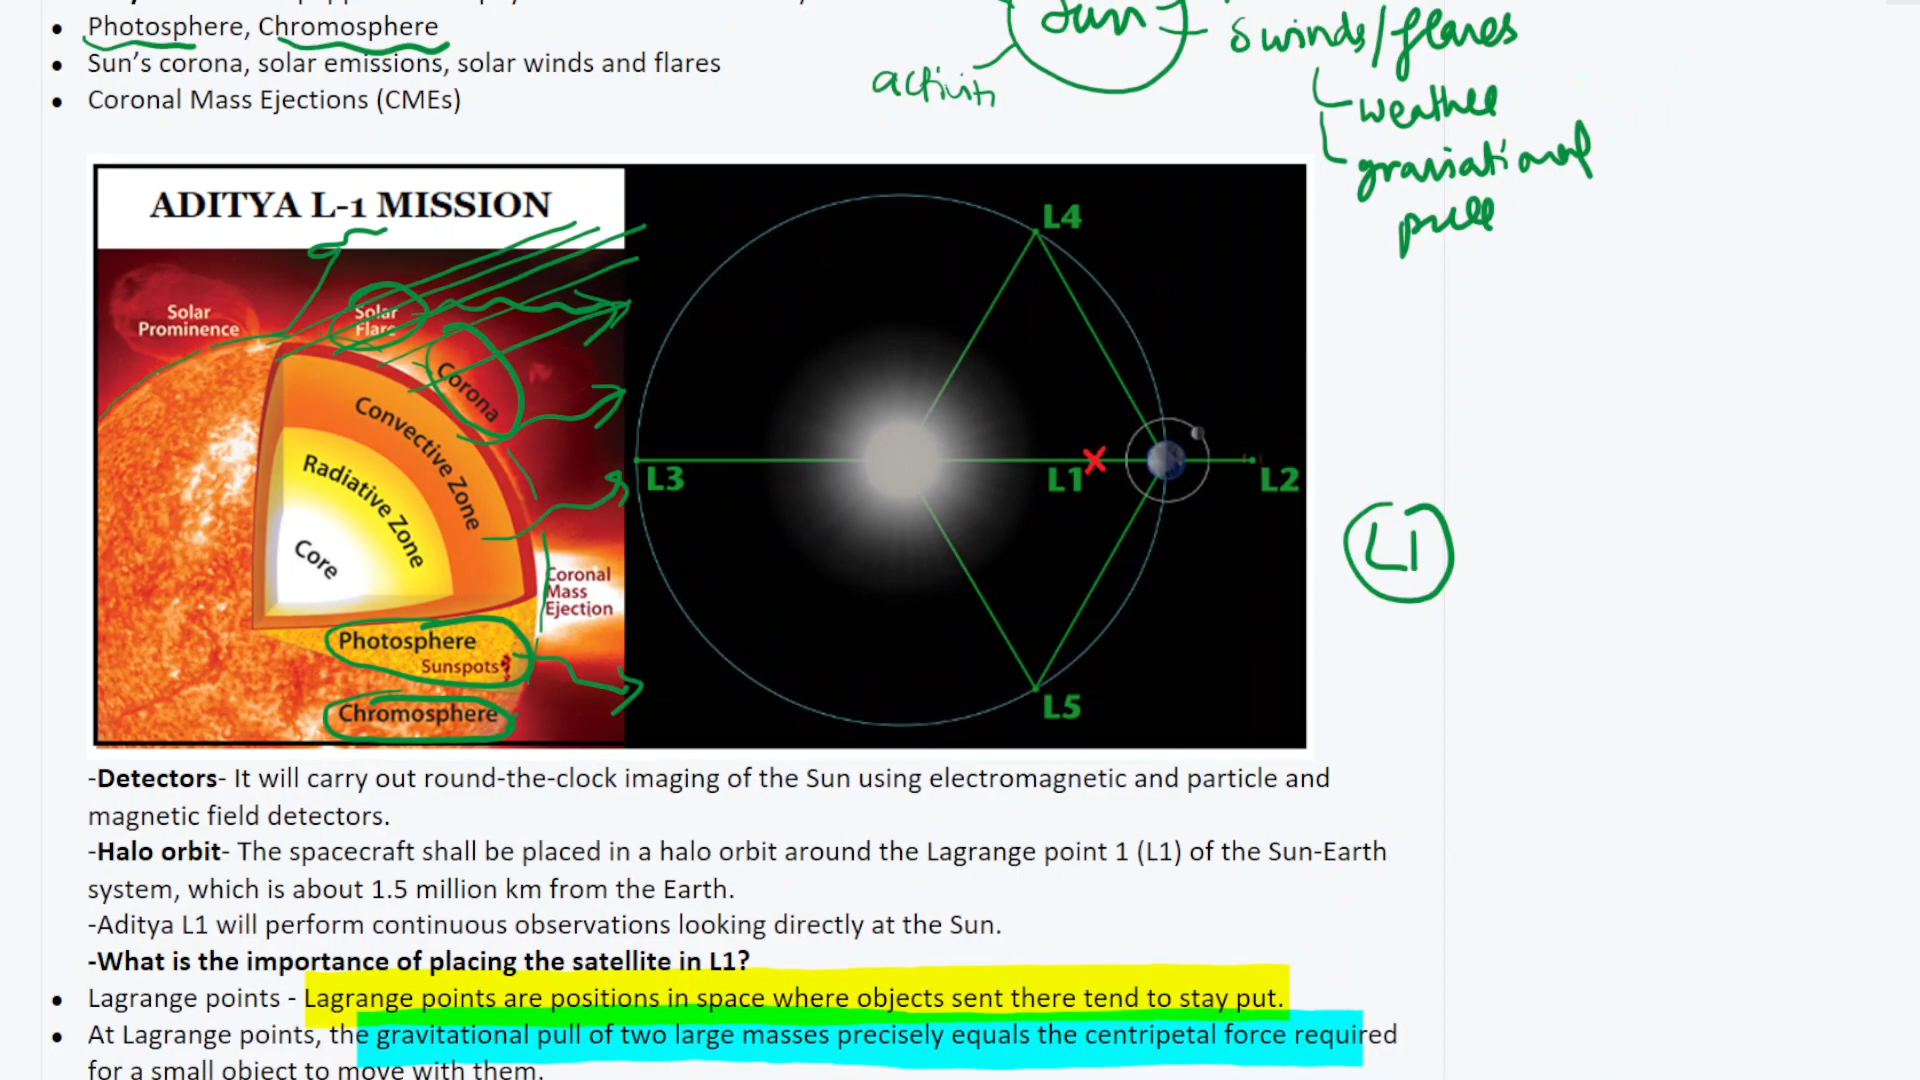 Photosphere, Chromosphere
Sun’s corona, solar emissions, solar winds and flares
Coronal Mass Ejections (CMEs)
Sun
swinds/flares
activiti
weather
gravitational
pull
ADITYA L-1 MISSION
Solar
Prominence
Solar
Flare
Corona
Convective Zone
Radiative Zone
Core
Coronal
Mass
Ejection
Photosphere
Sunspots
Chromosphere
L4
L3
L1
L2
L5
L1
-Detectors- It will carry out round-the-clock imaging of the Sun using electromagnetic and particle and
magnetic field detectors.
-Halo orbit- The spacecraft shall be placed in a halo orbit around the Lagrange point 1 (L1) of the Sun-Earth
system, which is about 1.5 million km from the Earth.
-Aditya L1 will perform continuous observations looking directly at the Sun.
-What is the importance of placing the satellite in L1?
Lagrange points - Lagrange points are positions in space where objects sent there tend to stay put.
At Lagrange points, the gravitational pull of two large masses precisely equals the centripetal force required
for a small object to move with them.